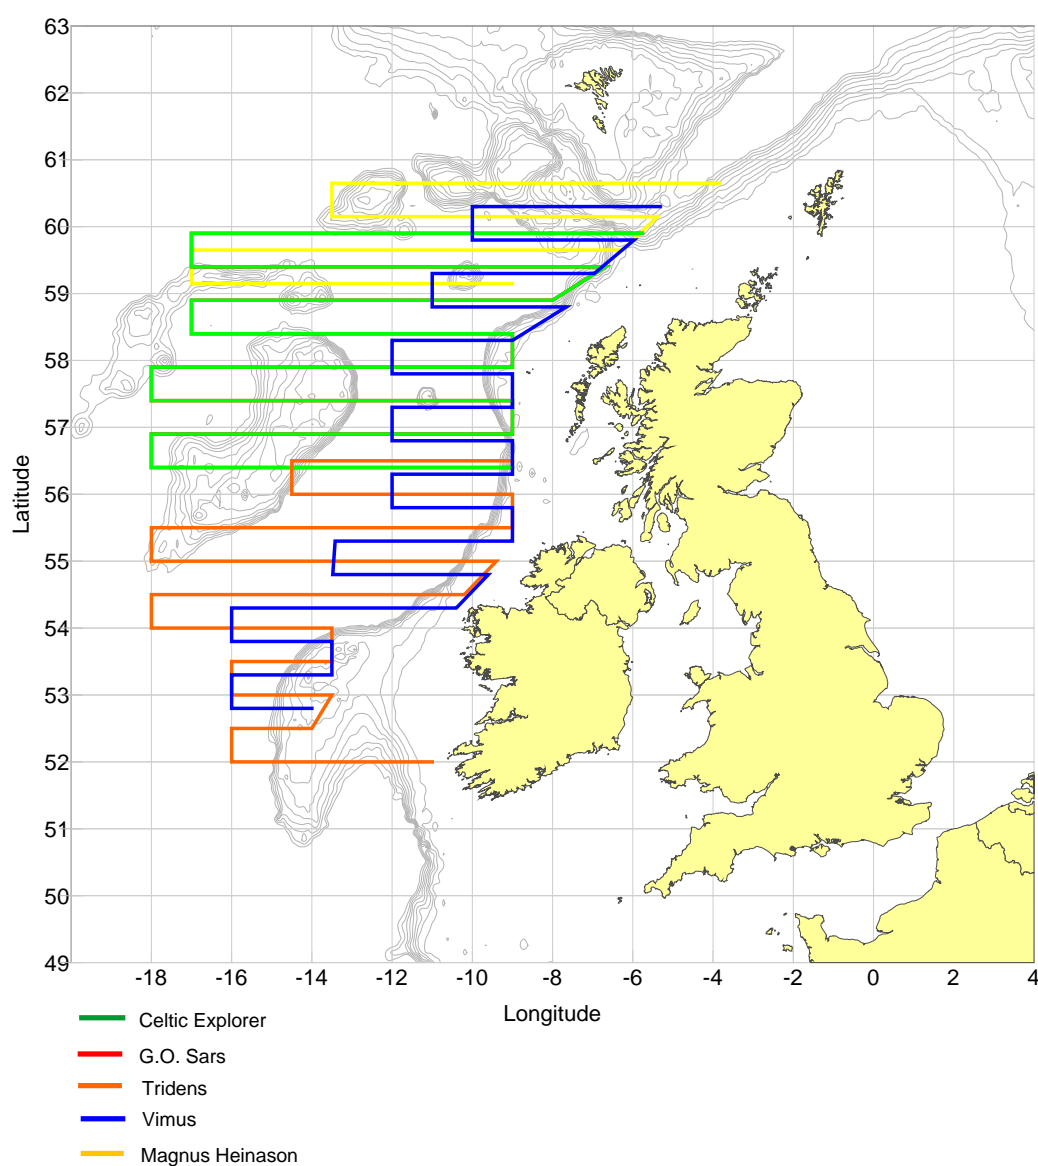 63
62
61
60
59
58
57
56
55
54
53
52
51
50
49
Latitude
-18 -16 -14 -12 -10 -8 -6 -4 -2 0 2 4
Longitude
Celtic Explorer
G.O. Sars
Tridens
Vimus
Magnus Heinason